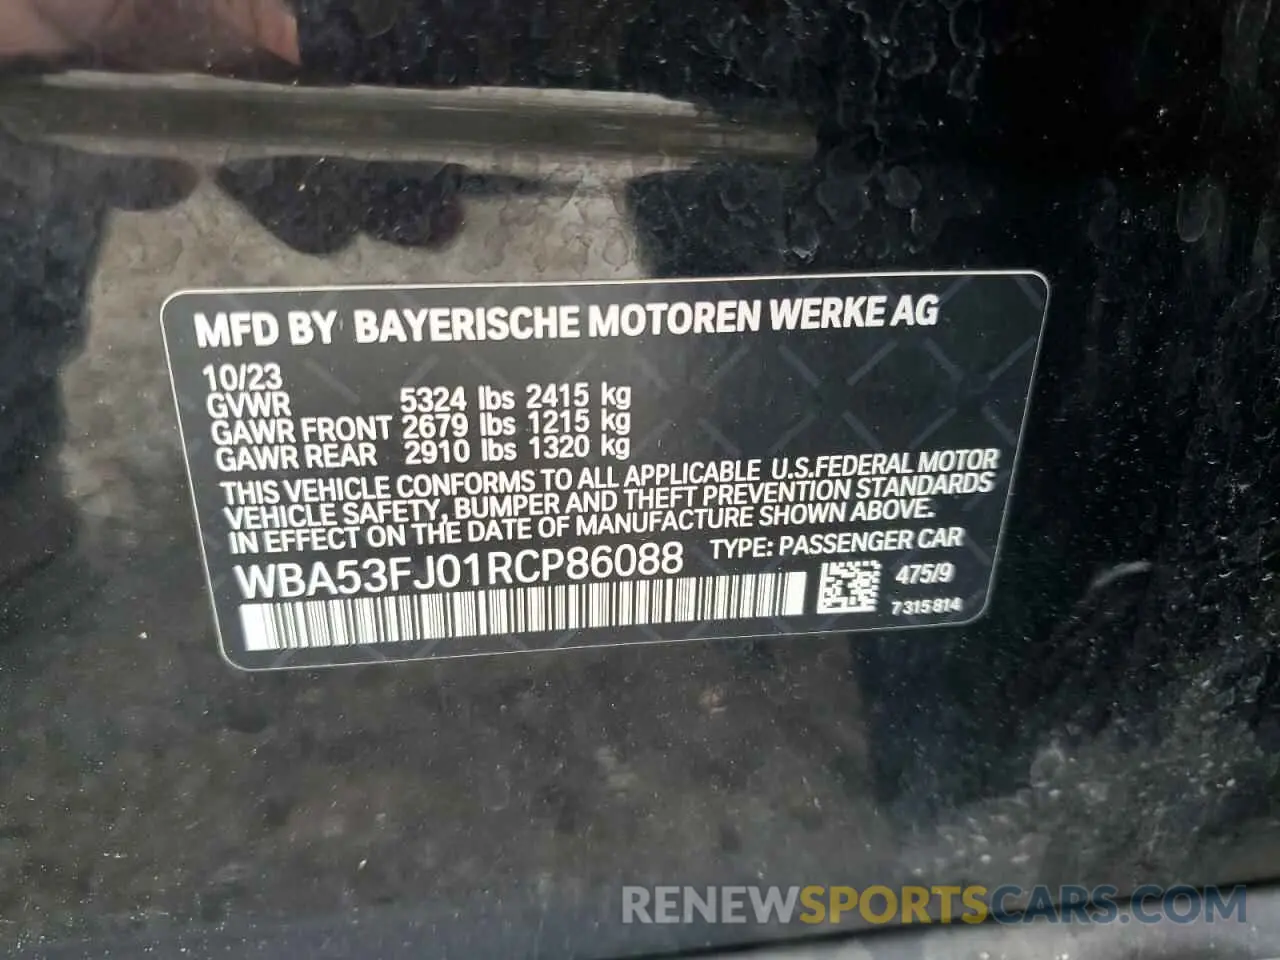 MFD BY BAYERISCHE MOTOREN WERKE AG
10/23
GVWR 5324 lbs 2415 kg
GAWR FRONT 2679 lbs 1215 kg
GAWR REAR 2910 lbs 1320 kg
THIS VEHICLE CONFORMS TO ALL APPLICABLE U.S.FEDERAL MOTOR
VEHICLE SAFETY, BUMPER AND THEFT PREVENTION STANDARDS
IN EFFECT ON THE DATE OF MANUFACTURE SHOWN ABOVE.
WBA53FJ01RCP86088 TYPE: PASSENGER CAR
475/9
7315814
RENEWSPORTSCARS.COM